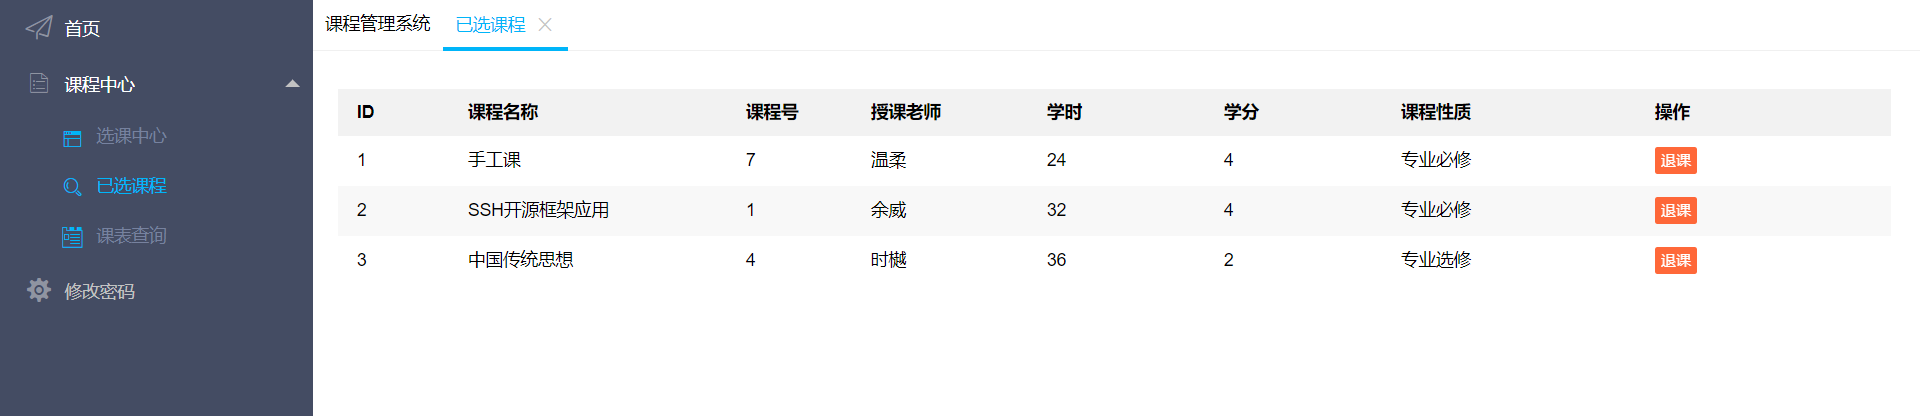 首页
课程中心
选课中心
已选课程
课表查询
修改密码
课程管理系统 已选课程
ID 课程名称 课程号 授课老师 学时 学分 课程性质 操作
1 手工课 7 温柔 24 4 专业必修 退课
2 SSH开源框架应用 1 余威 32 4 专业必修 退课
3 中国传统思想 4 时樾 36 2 专业选修 退课